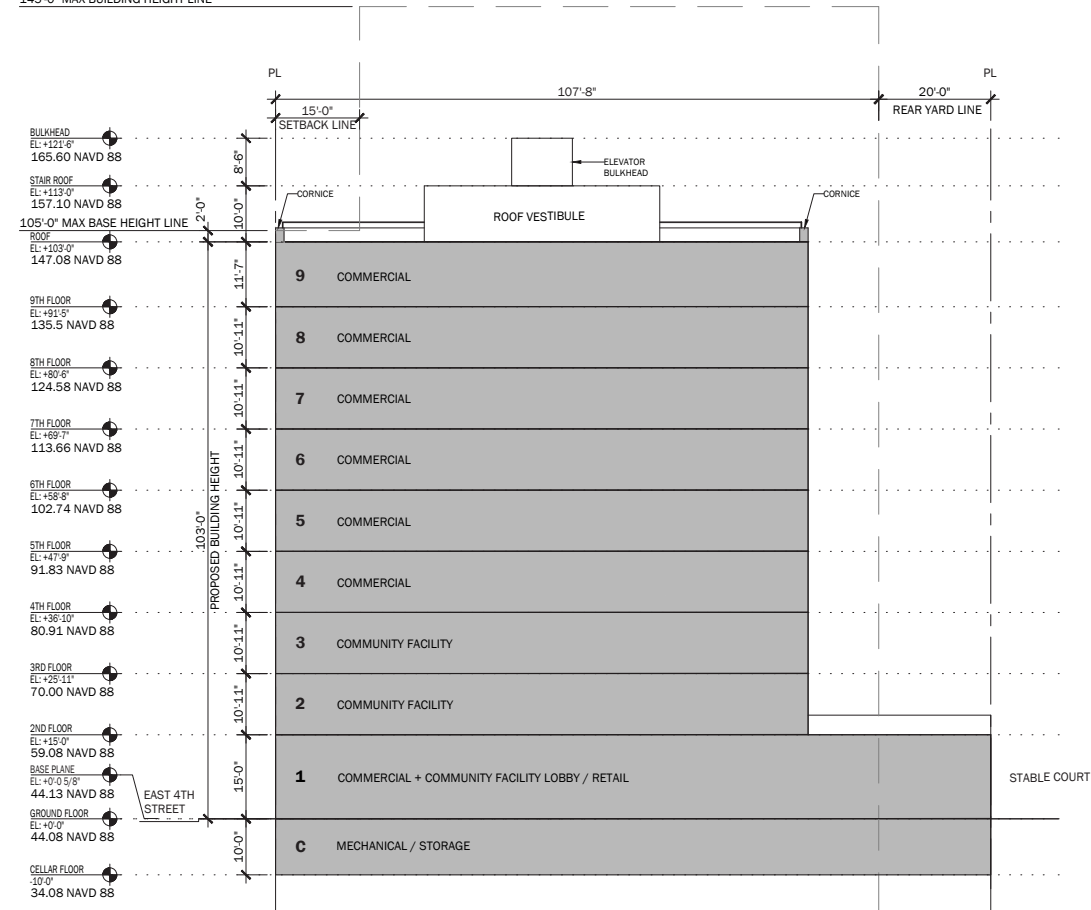 145'-0" MAX BUILDING HEIGHT LINE
PL
PL
107'-8"
20'-0"
REAR YARD LINE
15'-0"
SETBACK LINE
BULKHEAD
EL: +121'-6"
165.60 NAVD 88
8'-6"
ELEVATOR
BULKHEAD
STAIR ROOF
EL: +113'-0"
157.10 NAVD 88
2'-0"
10'-0"
CORNICE
ROOF VESTIBULE
CORNICE
105'-0" MAX BASE HEIGHT LINE
ROOF
EL: +103'-0"
147.08 NAVD 88
11'-7"
9 COMMERCIAL
9TH FLOOR
EL: +91'-5"
135.5 NAVD 88
10'-11"
8 COMMERCIAL
8TH FLOOR
EL: +80'-6"
124.58 NAVD 88
10'-11"
7 COMMERCIAL
7TH FLOOR
EL: +69'-7"
113.66 NAVD 88
10'-11"
6 COMMERCIAL
6TH FLOOR
EL: +58'-8"
102.74 NAVD 88
103'-0"
PROPOSED BUILDING HEIGHT
10'-11"
5 COMMERCIAL
5TH FLOOR
EL: +47'-9"
91.83 NAVD 88
10'-11"
4 COMMERCIAL
4TH FLOOR
EL: +36'-10"
80.91 NAVD 88
10'-11"
3 COMMUNITY FACILITY
3RD FLOOR
EL: +25'-11"
70.00 NAVD 88
10'-11"
2 COMMUNITY FACILITY
2ND FLOOR
EL: +15'-0"
59.08 NAVD 88
BASE PLANE
EL: +0'-0 5/8"
44.13 NAVD 88
EAST 4TH
STREET
15'-0"
1 COMMERCIAL + COMMUNITY FACILITY LOBBY / RETAIL
STABLE COURT
GROUND FLOOR
EL: +0'-0"
44.08 NAVD 88
10'-0"
C MECHANICAL / STORAGE
CELLAR FLOOR
-10'-0"
34.08 NAVD 88